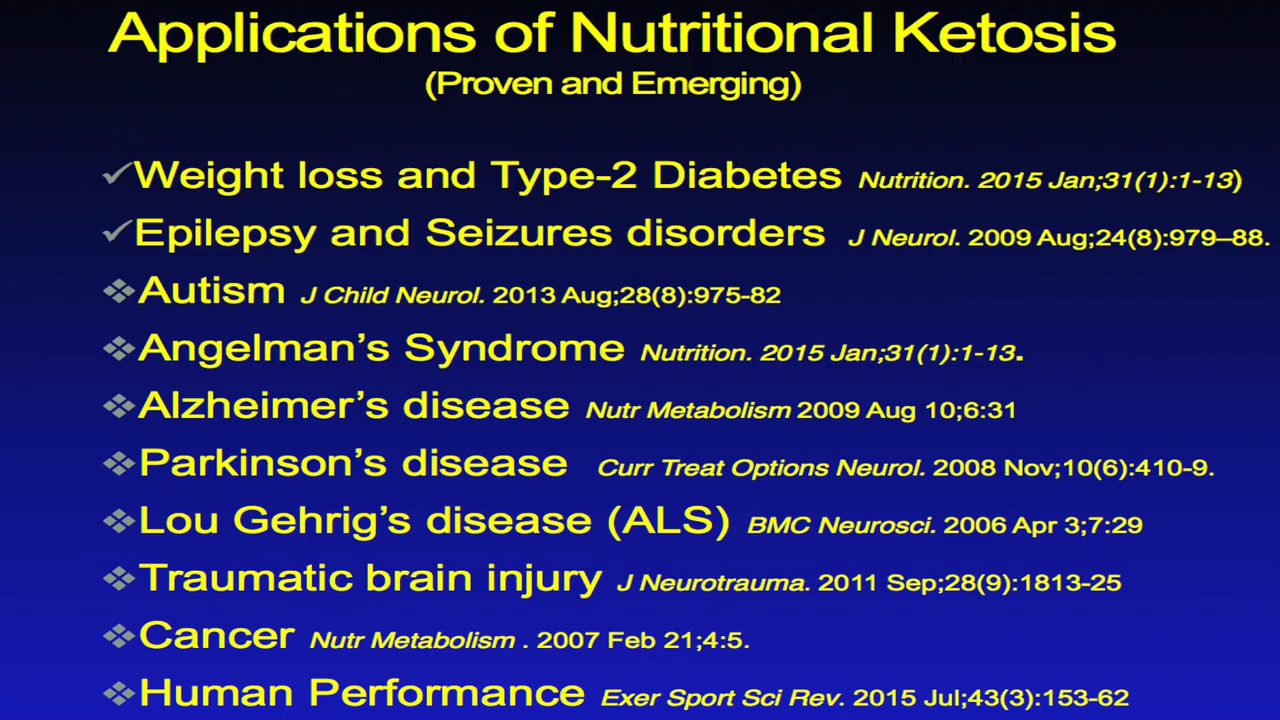 Applications of Nutritional Ketosis
(Proven and Emerging)
Weight loss and Type-2 Diabetes Nutrition. 2015 Jan;31(1):1-13)
Epilepsy and Seizures disorders J Neurol. 2009 Aug;24(8):979–88.
Autism J Child Neurol. 2013 Aug;28(8):975-82
Angelman’s Syndrome Nutrition. 2015 Jan;31(1):1-13.
Alzheimer’s disease Nutr Metabolism 2009 Aug 10;6:31
Parkinson’s disease Curr Treat Options Neurol. 2008 Nov;10(6):410-9.
Lou Gehrig’s disease (ALS) BMC Neurosci. 2006 Apr 3;7:29
Traumatic brain injury J Neurotrauma. 2011 Sep;28(9):1813-25
Cancer Nutr Metabolism . 2007 Feb 21;4:5.
Human Performance Exer Sport Sci Rev. 2015 Jul;43(3):153-62